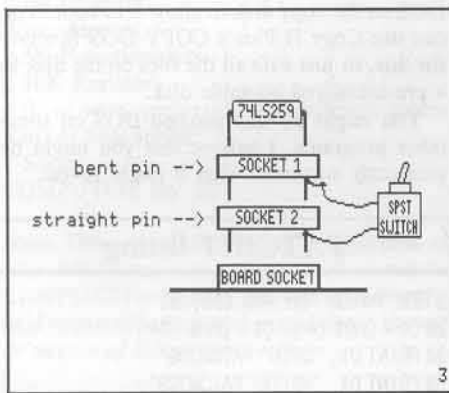 74LS259
bent pin --> SOCKET 1
straight pin --> SOCKET 2
SPST
SWITCH
BOARD SOCKET
3